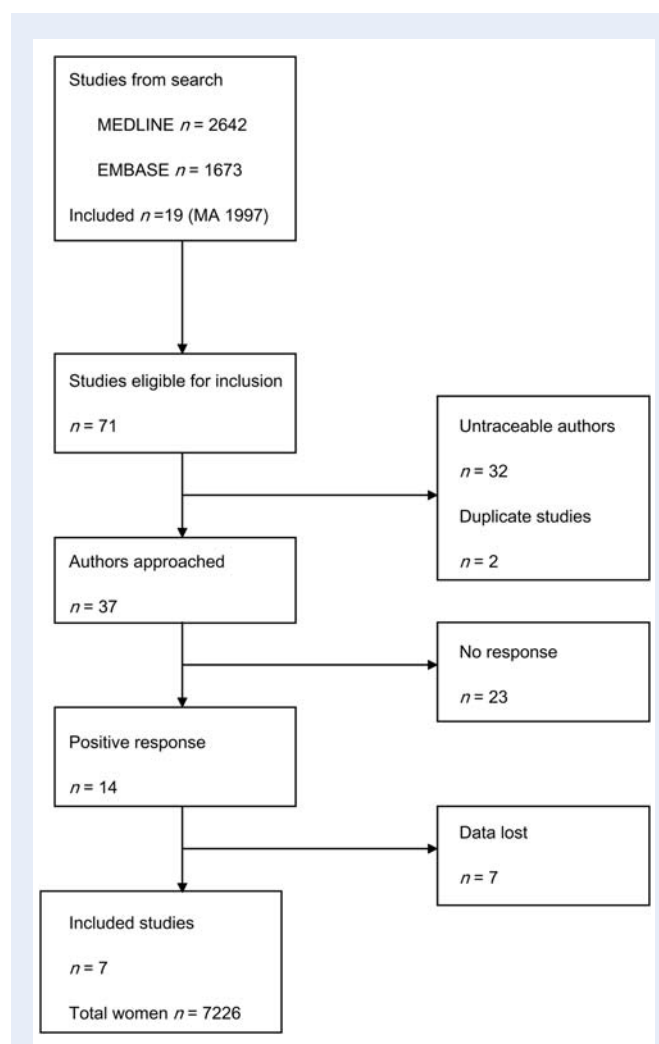 Studies from search
MEDLINE n = 2642
EMBASE n = 1673
Included n =19 (MA 1997)
Studies eligible for inclusion
n = 71
Untraceable authors
n = 32
Duplicate studies
n = 2
Authors approached
n = 37
No response
n = 23
Positive response
n = 14
Data lost
n = 7
Included studies
n = 7
Total women n = 7226